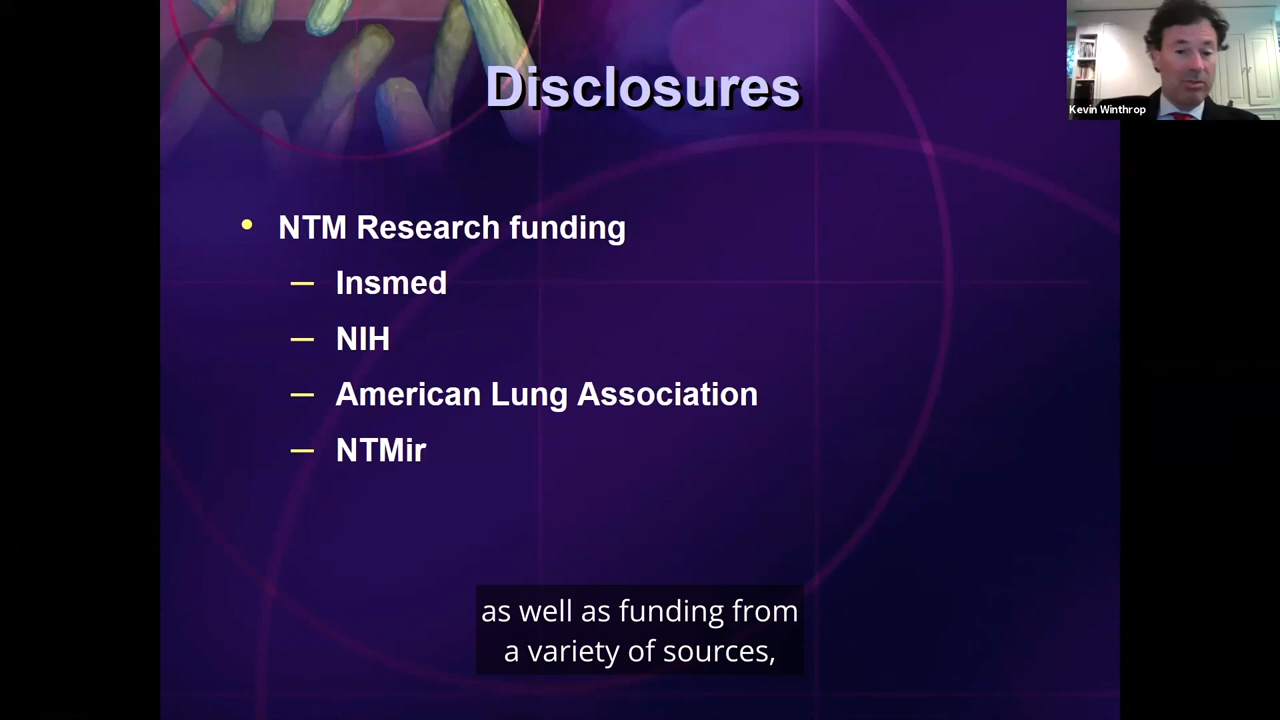 Disclosures
Kevin Winthrop
• NTM Research funding
– Insmed
– NIH
– American Lung Association
– NTMir
as well as funding from
a variety of sources,